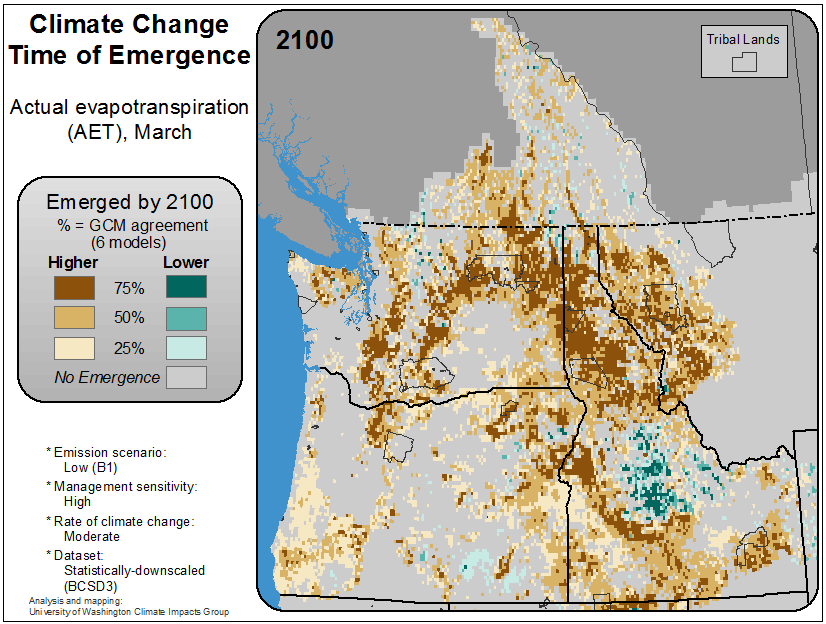 Climate Change
Time of Emergence
Actual evapotranspiration
(AET), March
Emerged by 2100
% = GCM agreement
(6 models)
Higher Lower
75%
50%
25%
No Emergence
* Emission scenario:
Low (B1)
* Management sensitivity:
High
* Rate of climate change:
Moderate
* Dataset:
Statistically-downscaled
(BCSD3)
Analysis and mapping:
University of Washington Climate Impacts Group
2100
Tribal Lands